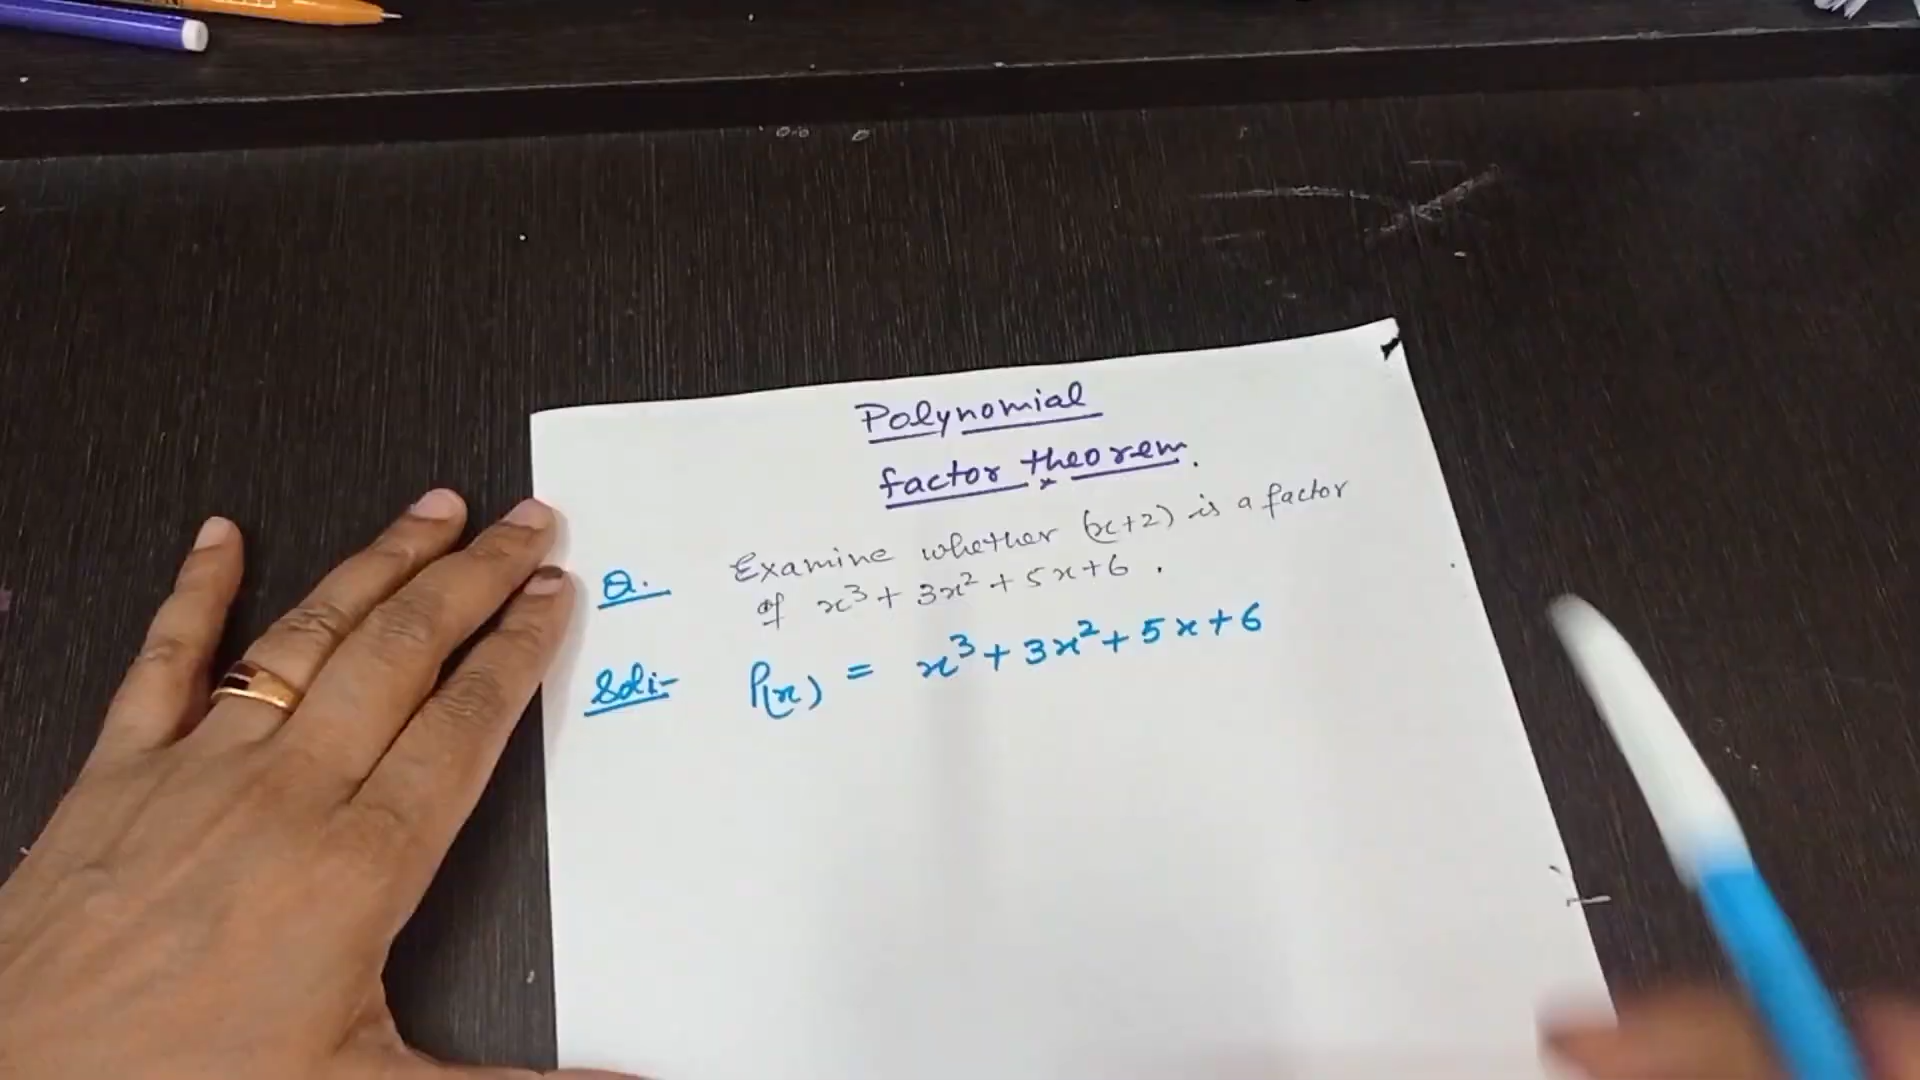 Polynomial
factor theorem.
Q. Examine whether (x+2) is a factor
of x³ + 3x² + 5x+6 .
Sol:- P(x) = x³ + 3x² + 5x + 6